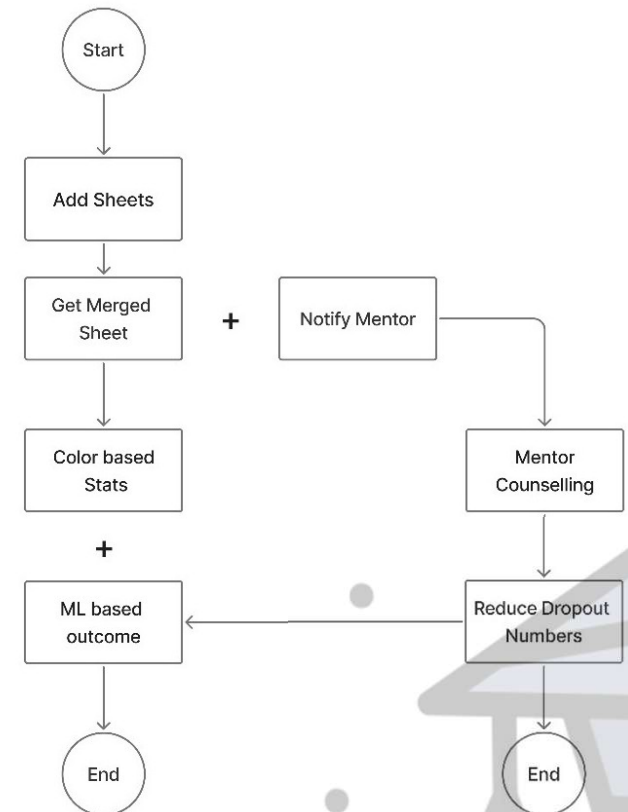 Start
Add Sheets
Get Merged
Sheet
+
Notify Mentor
Color based
Stats
Mentor
Counselling
+
ML based
outcome
Reduce Dropout
Numbers
End
End